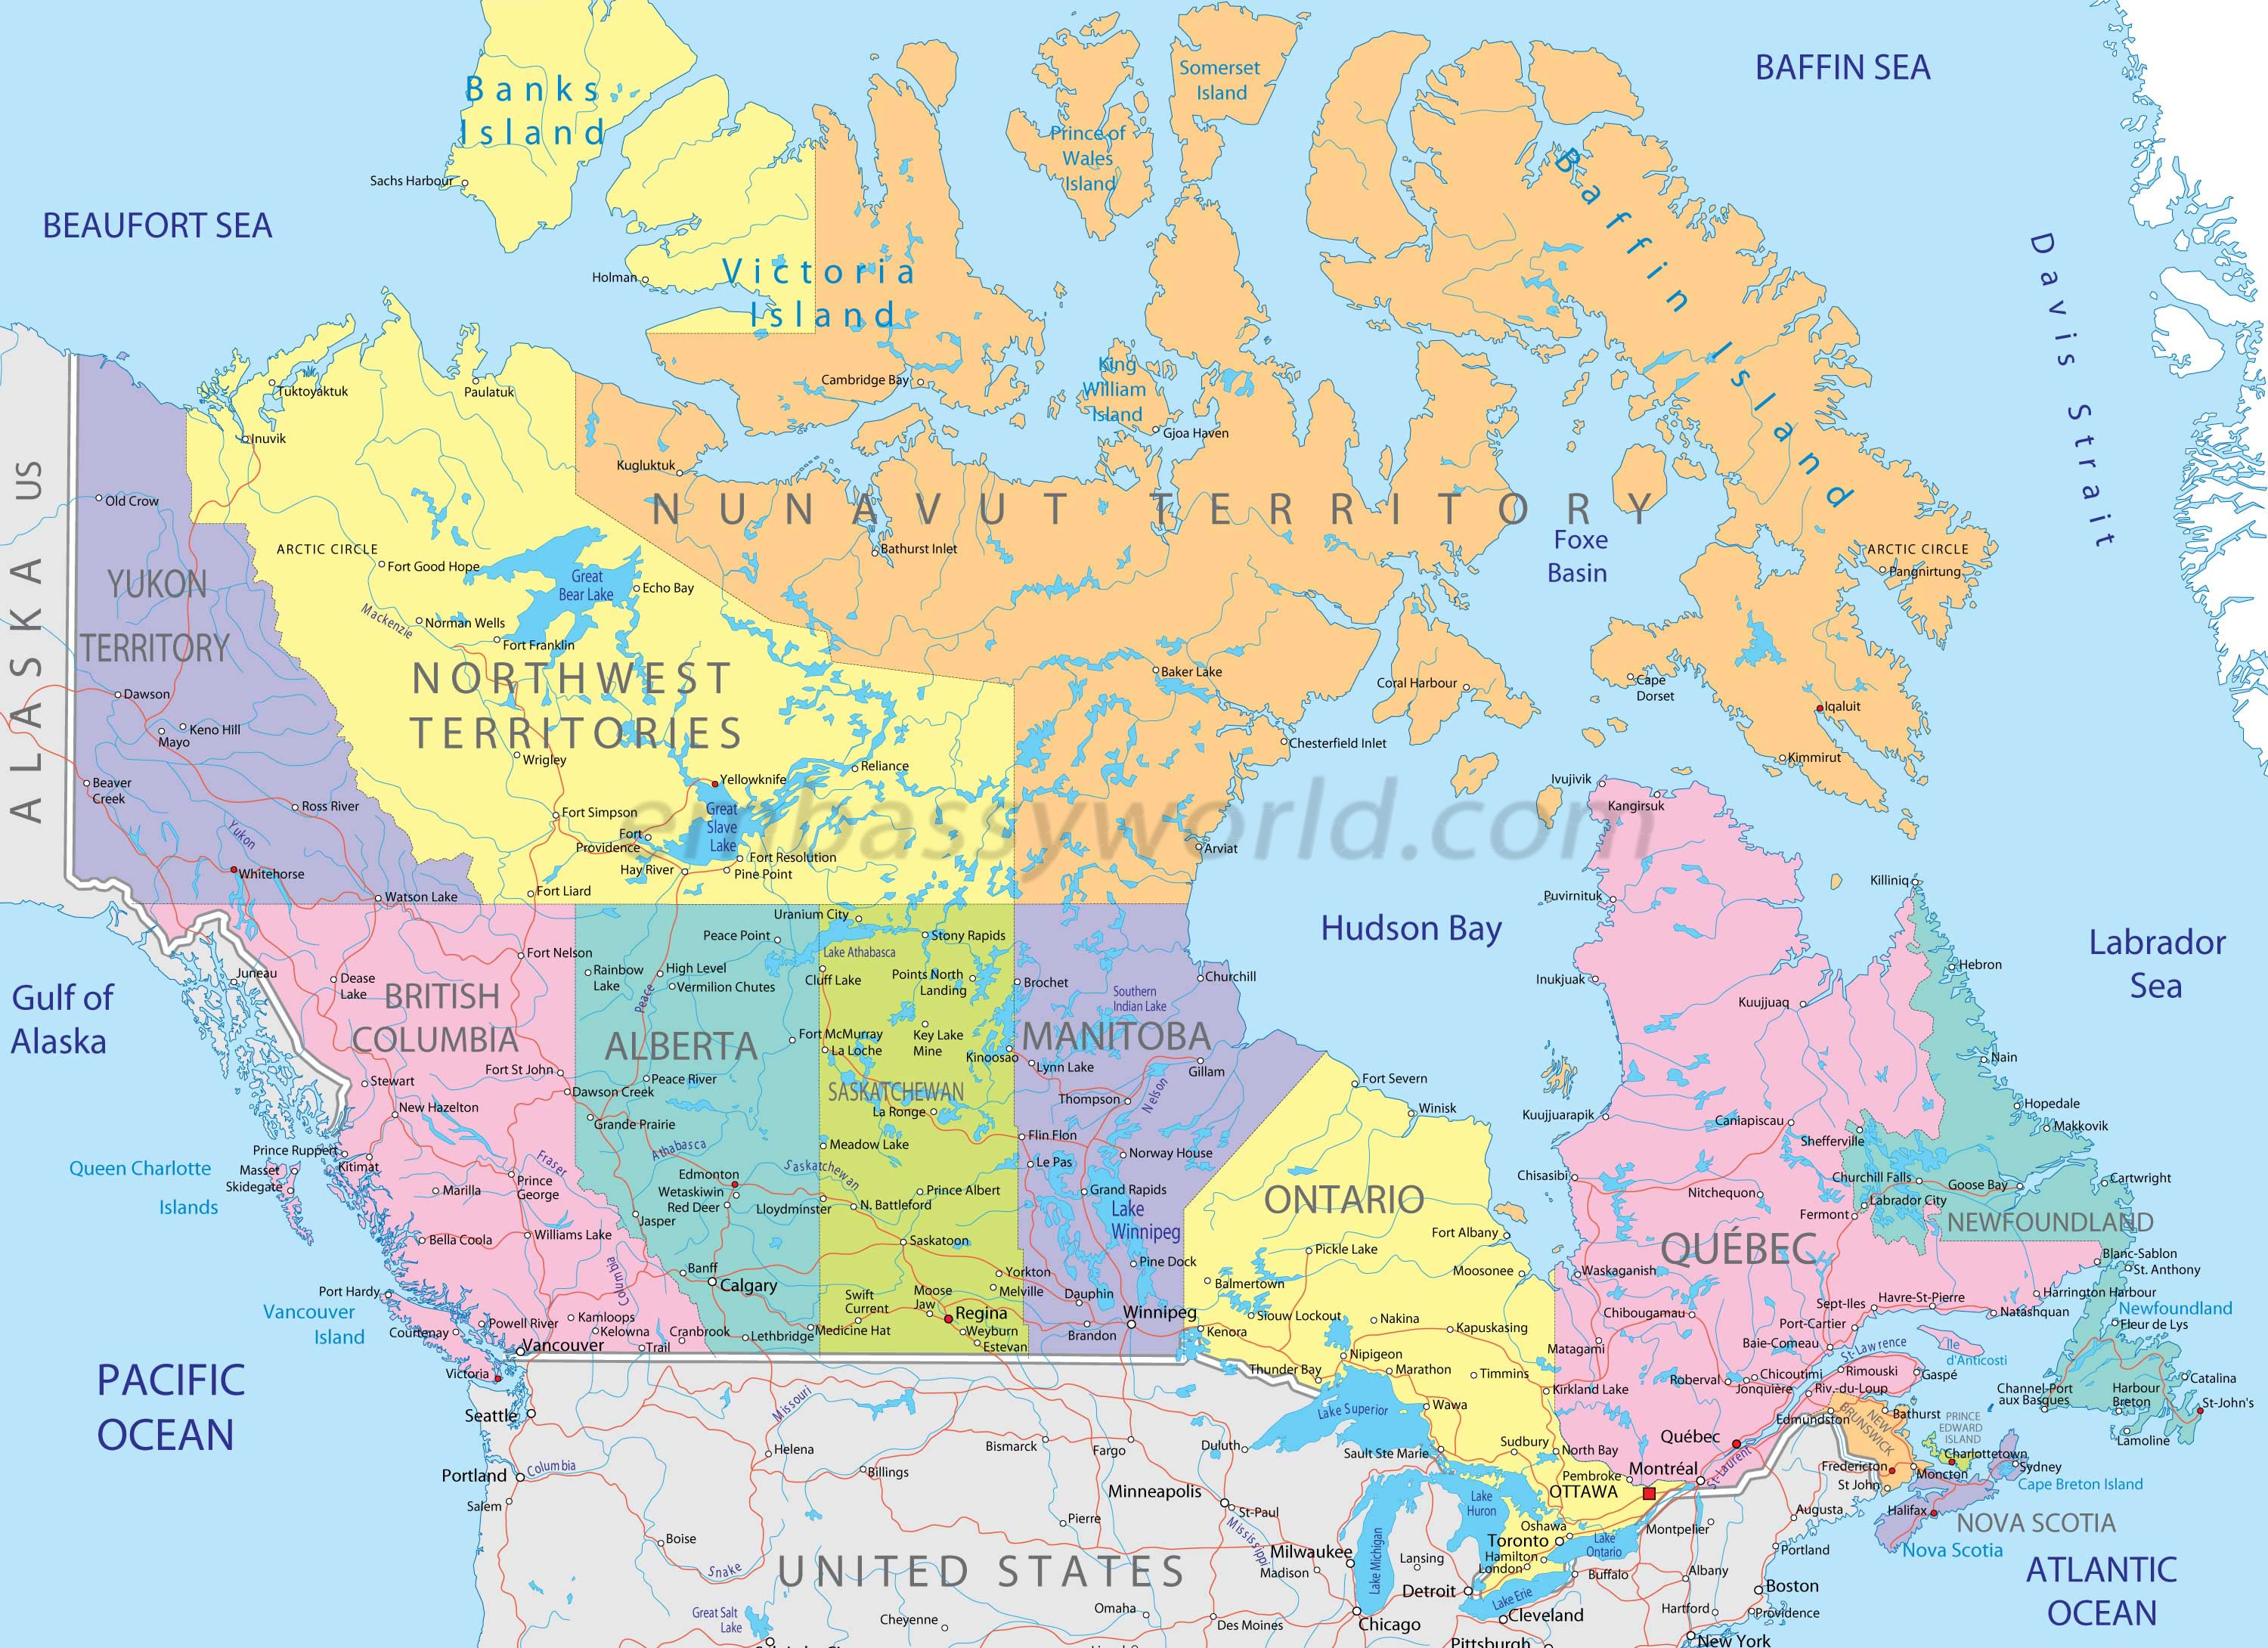 BAFFIN SEA
Banks
Island
Somerset
Island
Prince of
Wales
Island
Sachs Harbour
BEAUFORT SEA
Baffin Island
Davis Strait
Holman
Victoria
Island
Cambridge Bay
King
William
Island
Gjoa Haven
Tuktoyaktuk
Paulatuk
Inuvik
Kugluktuk
ALASKA US
Old Crow
NUNAVUT TERRITORY
Bathurst Inlet
Foxe
Basin
ARCTIC CIRCLE
ARCTIC CIRCLE
Pangnirtung
Fort Good Hope
Great
Bear Lake
Echo Bay
YUKON
TERRITORY
Mackenzie
Norman Wells
Fort Franklin
NORTHWEST
TERRITORIES
Baker Lake
Coral Harbour
Cape
Dorset
Iqaluit
Dawson
Keno Hill
Mayo
Wrigley
Reliance
Chesterfield Inlet
Kimmirut
Beaver
Creek
Yellowknife
Ivujivik
Kangirsuk
Ross River
Fort Simpson
Great
Slave
Lake
embassyworld.com
Yukon
Fort
Providence
Arviat
Fort Resolution
Hay River
Pine Point
Whitehorse
Watson Lake
Fort Liard
Killiniq
Puvirnituk
Uranium City
Hudson Bay
Labrador
Sea
Peace Point
Stony Rapids
Lake Athabasca
Fort Nelson
Juneau
Dease
Lake
Rainbow
Lake
High Level
Vermilion Chutes
Cluff Lake
Points North
Landing
Brochet
Churchill
Southern
Indian Lake
Inukjuak
Hebron
Kuujjuaq
Gulf of
Alaska
BRITISH
COLUMBIA
Peace
ALBERTA
Fort McMurray
La Loche
Key Lake
Mine
Kinoosao
MANITOBA
Lynn Lake
Gillam
Nain
Fort St John
Stewart
Dawson Creek
Peace River
SASKATCHEWAN
La Ronge
Thompson
Nelson
Fort Severn
Winisk
Kuujjuarapik
Caniapiscau
Hopedale
Makkovik
New Hazelton
Grande Prairie
Meadow Lake
Flin Flon
Schefferville
Prince Ruppert
Kitimat
Athabasca
Le Pas
Norway House
Queen Charlotte
Islands
Masset
Skidegate
Fraser
Prince
George
Marilla
Edmonton
Wetaskiwin
Red Deer
Saskatchewan
Lloydminster
Prince Albert
N. Battleford
Grand Rapids
Lake
Winnipeg
ONTARIO
Chisasibi
Nitchequon
Churchill Falls
Labrador City
Goose Bay
Cartwright
Fermont
NEWFOUNDLAND
Jasper
Williams Lake
Bella Coola
Saskatoon
Pickle Lake
Fort Albany
QUÉBEC
Blanc-Sablon
St. Anthony
Banff
Calgary
Columbia
Yorkton
Melville
Pine Dock
Balmertown
Moosonee
Waskaganish
Port Hardy
Vancouver
Island
Courtenay
Powell River
Kamloops
Kelowna
Trail
Cranbrook
Lethbridge
Medicine Hat
Swift
Current
Moose
Jaw
Regina
Weyburn
Estevan
Dauphin
Brandon
Winnipeg
Kenora
Siouw Lockout
Nakina
Kapuskasing
Chibougamau
Sept-Iles
Havre-St-Pierre
Harrington Harbour
Natashquan
Newfoundland
Fleur de Lys
Port-Cartier
Baie-Comeau
St-Lawrence
Ile
d'Anticosti
Vancouver
Victoria
Matagami
Nipigeon
Thunder Bay
Marathon
Timmins
Kirkland Lake
Roberval
Chicoutimi
Jonquière
Rimouski
Riv.-du-Loup
Gaspé
Channel-Port
aux Basques
Harbour
Breton
Catalina
St-John's
Lamoline
PACIFIC
OCEAN
Seattle
Missouri
Lake Superior
Wawa
Edmundston
NEW
BRUNSWICK
Bathurst
PRINCE
EDWARD
ISLAND
Helena
Bismarck
Fargo
Duluth
Sault Ste Marie
Sudbury
North Bay
Québec
Charlottetown
Fredericton
Moncton
Sydney
Cape Breton Island
Portland
Columbia
Billings
Pembroke
Montréal
OTTAWA
St-Laurent
St John
Salem
Minneapolis
St-Paul
Lake
Huron
Halifax
NOVA SCOTIA
Nova Scotia
Augusta
Montpelier
Boise
Pierre
Mississippi
Oshawa
Toronto
Hamilton
London
Lake
Ontario
Snake
UNITED STATES
Milwaukee
Madison
Lake Michigan
Lansing
Detroit
Lake Erie
Buffalo
Albany
Portland
Boston
ATLANTIC
OCEAN
Great Salt
Lake
Cheyenne
Omaha
Des Moines
Chicago
Cleveland
Pittsburgh
Hartford
Providence
New York